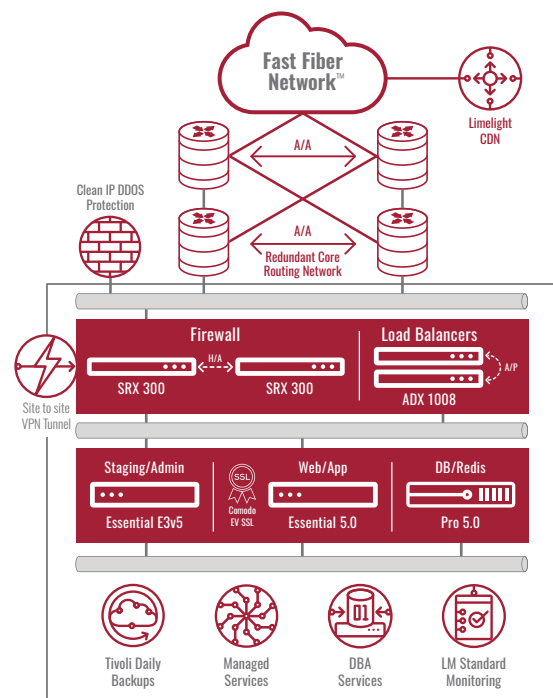 Fast Fiber
Network™
Limelight
CDN
A/A
Clean IP DDOS
Protection
A/A
Redundant Core
Routing Network
Firewall
Load Balancers
H/A
A/P
SRX 300
SRX 300
ADX 1008
Site to site
VPN Tunnel
Staging/Admin
Web/App
DB/Redis
SSL
Comodo
EV SSL
Essential E3v5
Essential 5.0
Pro 5.0
01
Tivoli Daily
Backups
Managed
Services
DBA
Services
LM Standard
Monitoring